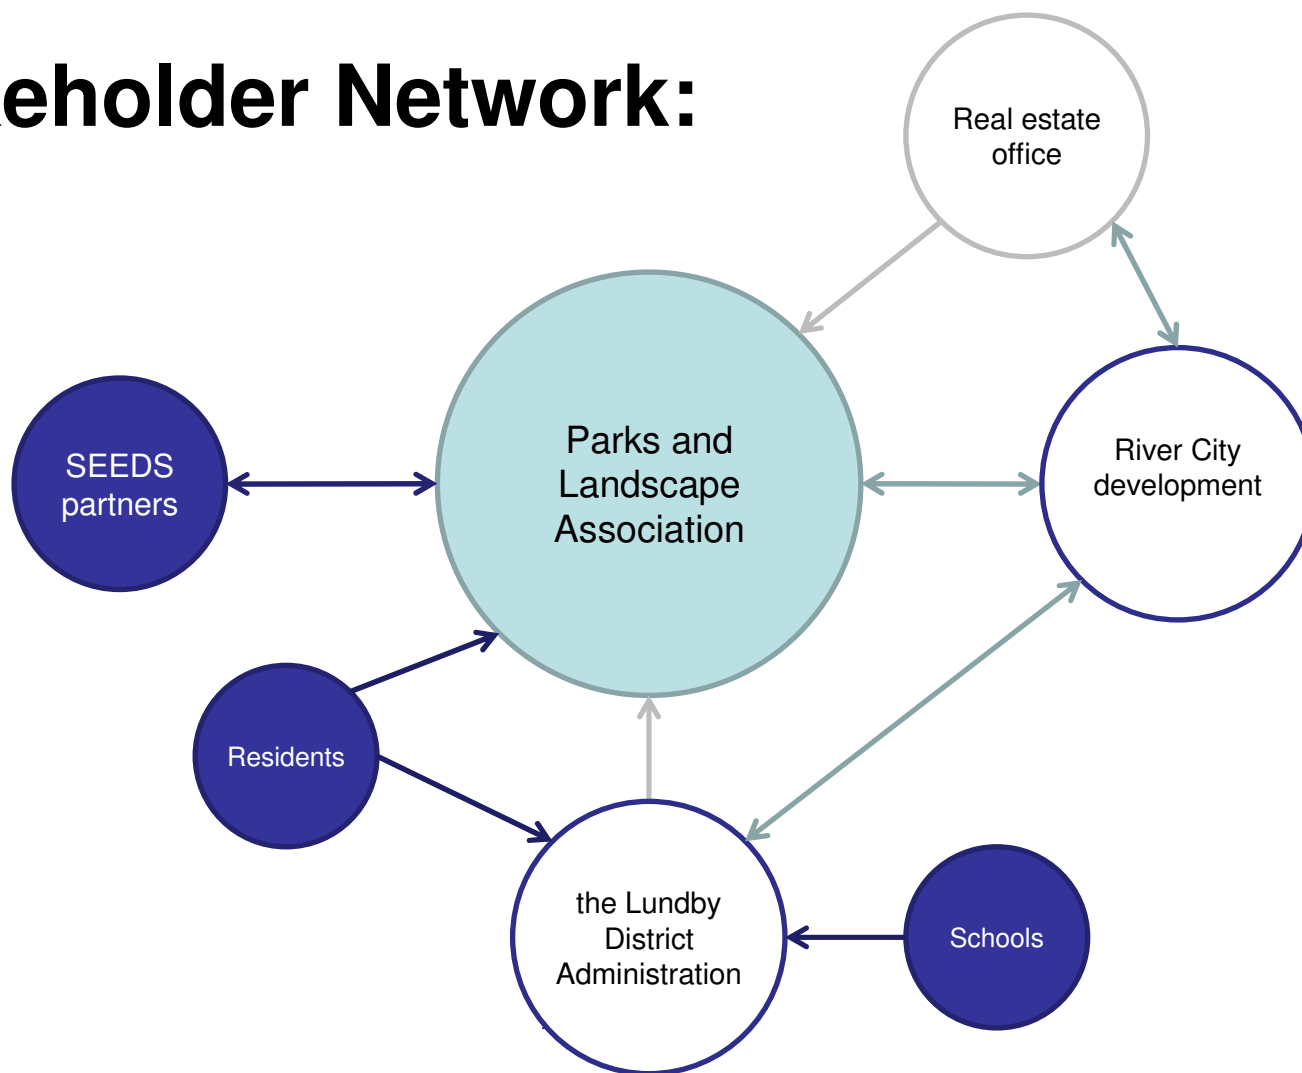 eholder Network:
Real estate
office
Parks and
Landscape
Association
River City
development
SEEDS
partners
Residents
the Lundby
District
Administration
Schools